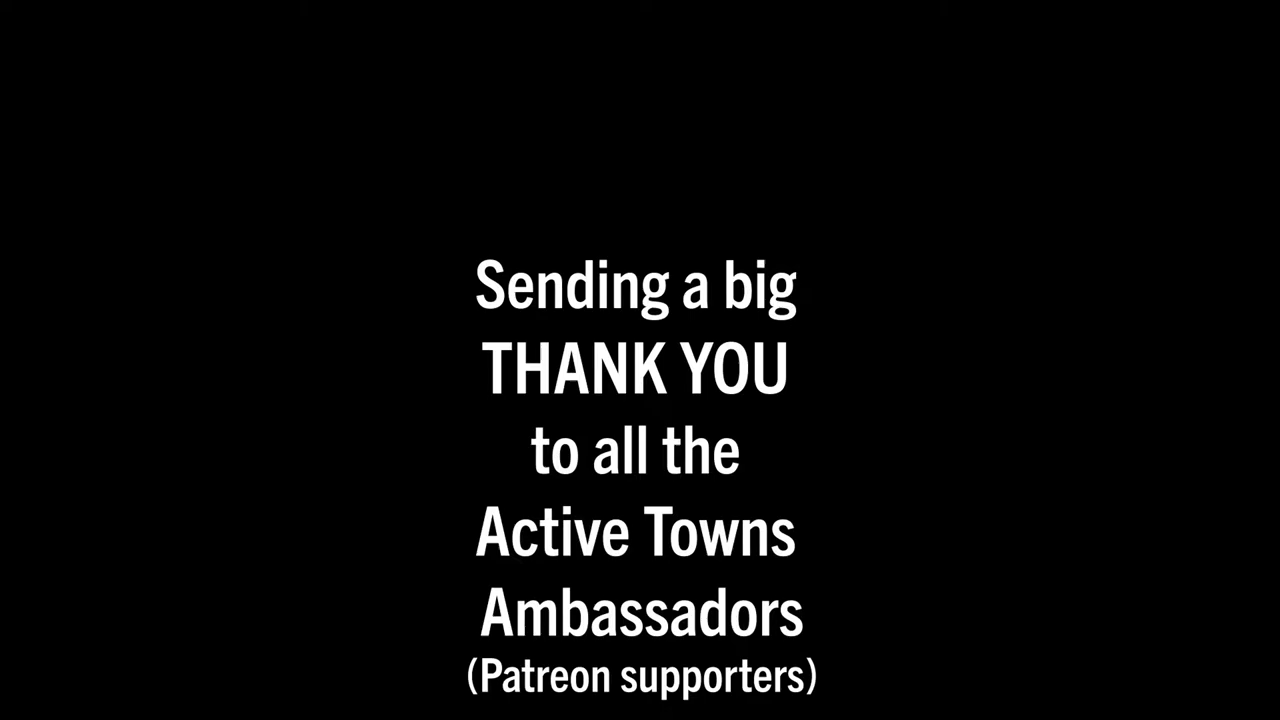 Sending a big
THANK YOU
to all the
Active Towns
Ambassadors
(Patreon supporters)